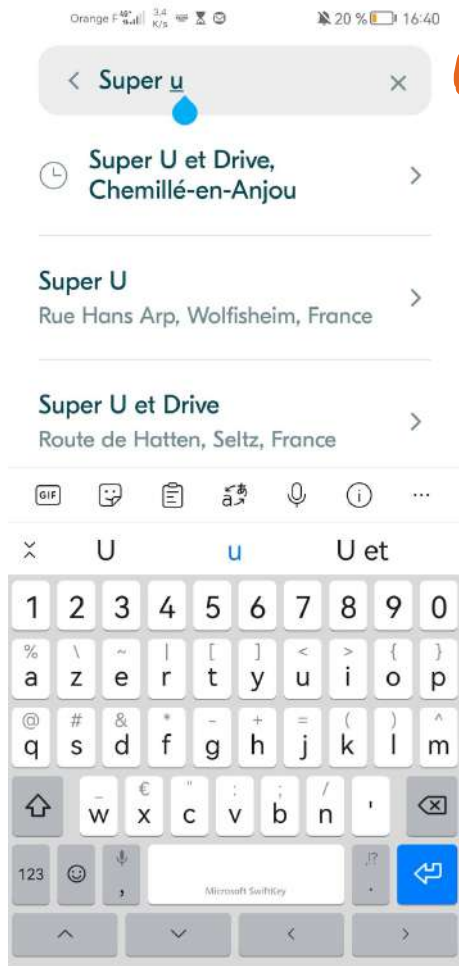 Orange F 46+ 3,4 K/s 20 % 16:40
Super u
Super U et Drive,
Chemillé-en-Anjou
Super U
Rue Hans Arp, Wolfisheim, France
Super U et Drive
Route de Hatten, Seltz, France
GIF あ a ...
U u U et
1 2 3 4 5 6 7 8 9 0
% \ ~ | [ ] < > { }
a z e r t y u i o p
@ # & * - + = ( ) ^
q s d f g h j k l m
_ € " : ; /
w x c v b n '
123 , Microsoft SwiftKey ,!? .